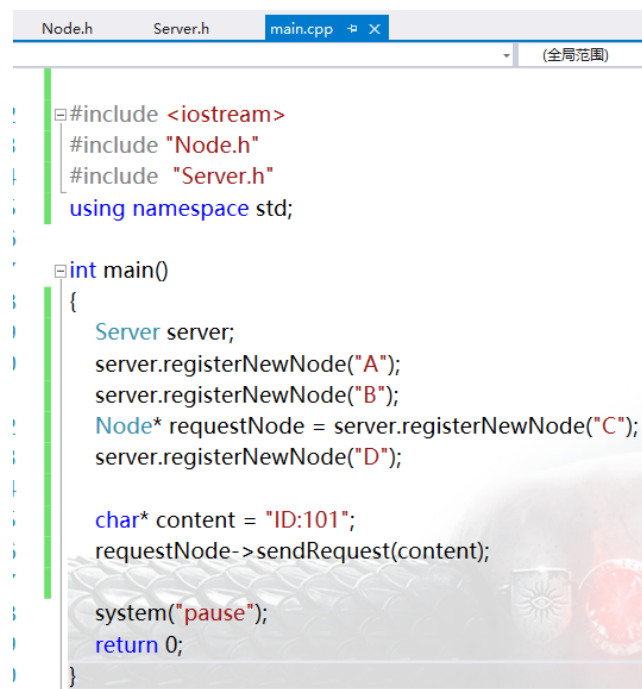 Node.h Server.h main.cpp
(全局范围)
#include <iostream>
#include "Node.h"
#include "Server.h"
using namespace std;
int main()
{
Server server;
server.registerNewNode("A");
server.registerNewNode("B");
Node* requestNode = server.registerNewNode("C");
server.registerNewNode("D");
char* content = "ID:101";
requestNode->sendRequest(content);
system("pause");
return 0;
}